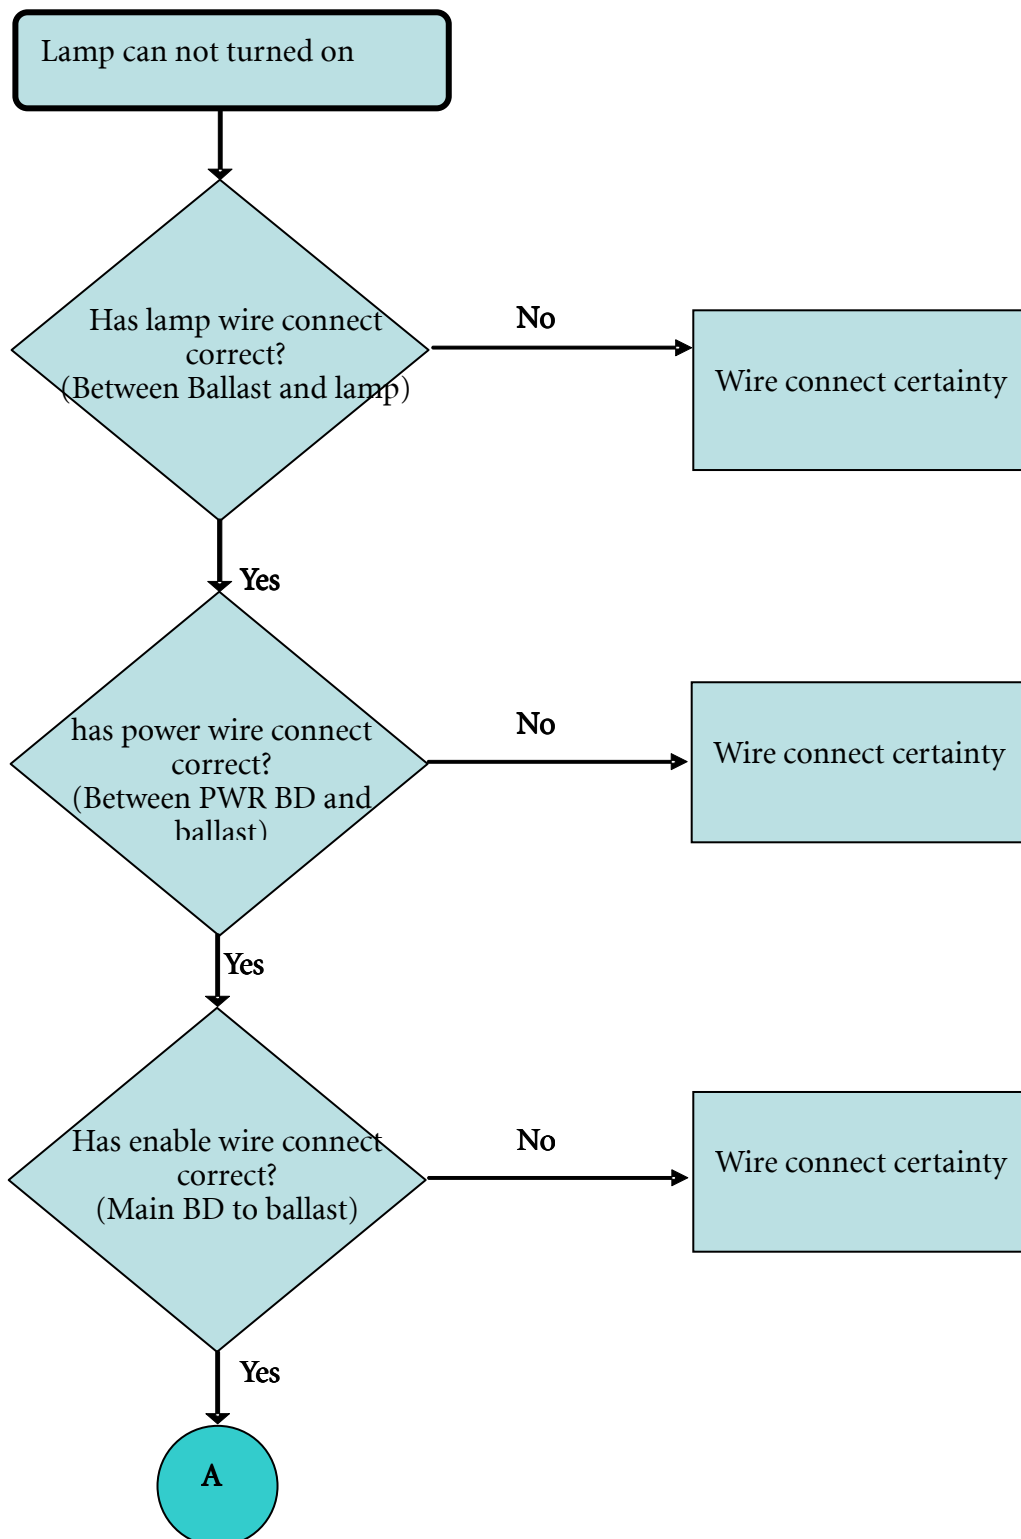 Lamp can not turned on
Has lamp wire connect
correct?
(Between Ballast and lamp)
No
Wire connect certainty
Yes
has power wire connect
correct?
(Between PWR BD and
ballast)
No
Wire connect certainty
Yes
Has enable wire connect
correct?
(Main BD to ballast)
No
Wire connect certainty
Yes
A